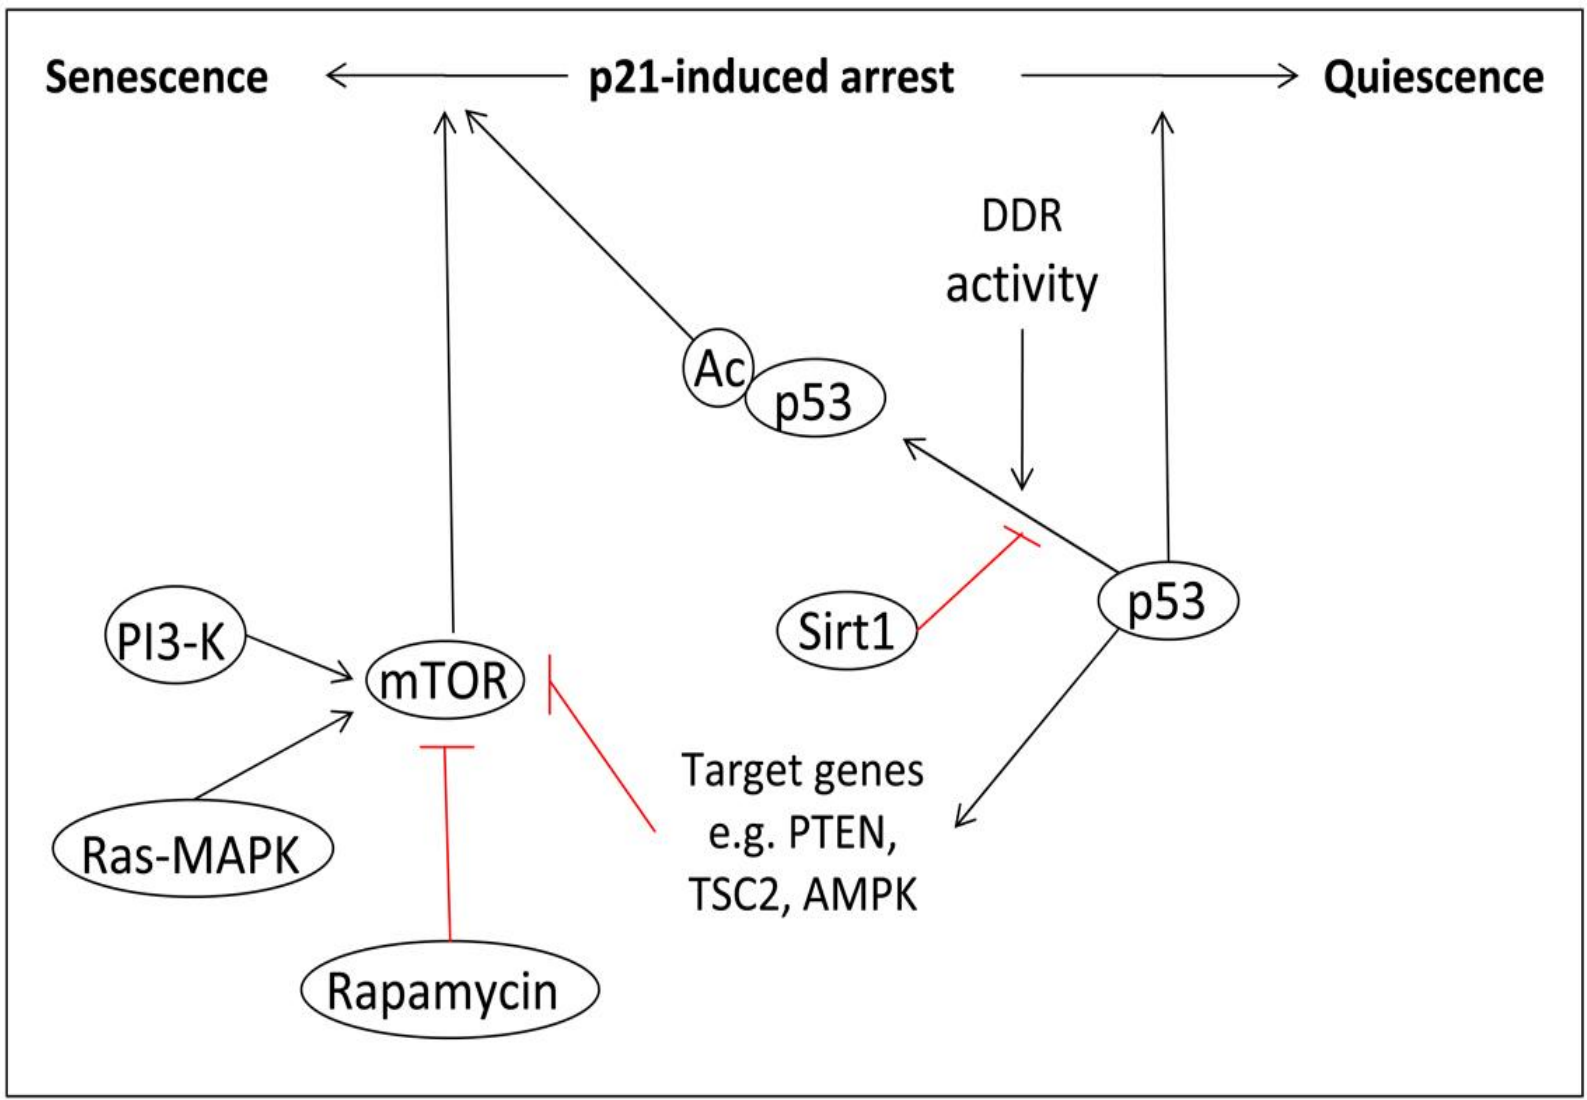 Senescence
p21-induced arrest
Quiescence
DDR
activity
Ac
p53
Sirt1
p53
PI3-K
mTOR
Ras-MAPK
Target genes
e.g. PTEN,
TSC2, AMPK
Rapamycin